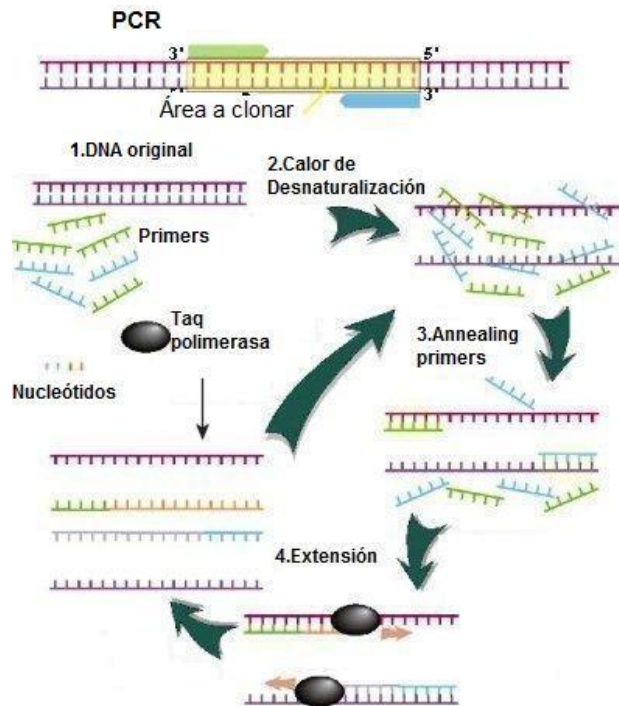 PCR
3' 5'
5' 3'
Área a clonar
1.DNA original
2.Calor de
Desnaturalización
Primers
Taq
polimerasa
3.Annealing
primers
Nucleótidos
4.Extensión